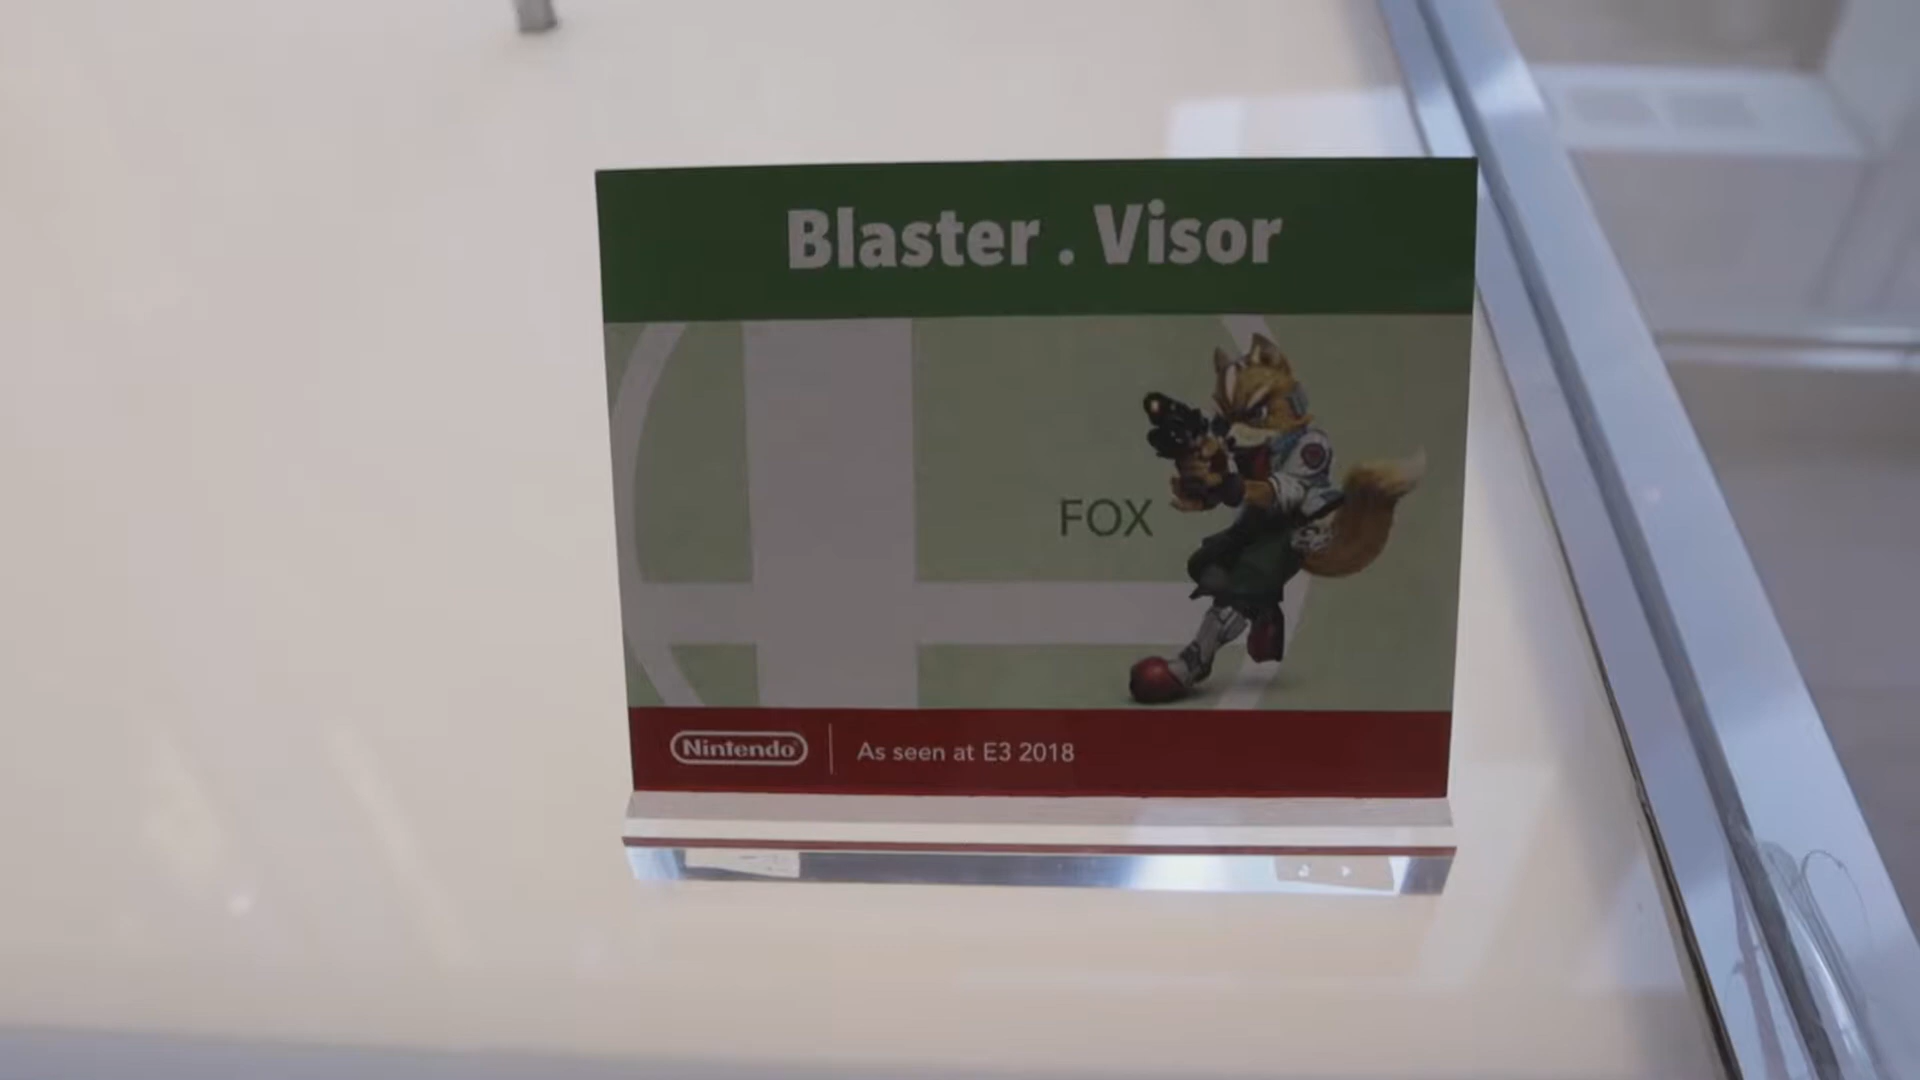 Blaster . Visor
FOX
Nintendo
As seen at E3 2018